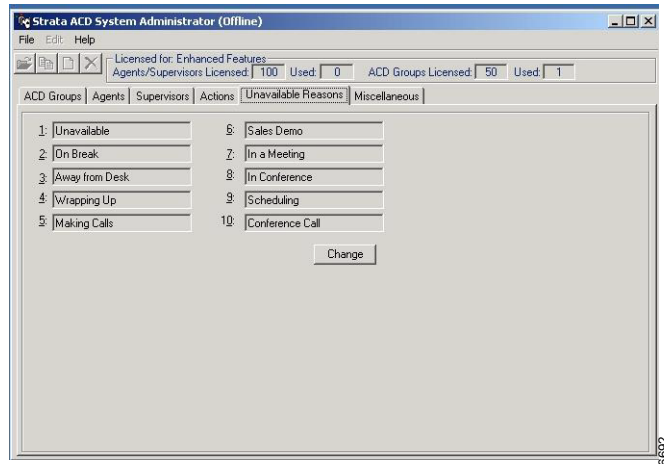 Strata ACD System Administrator (Offline)
File Edit Help
Licensed for: Enhanced Features
Agents/Supervisors Licensed: 100 Used: 0 ACD Groups Licensed: 50 Used: 1
ACD Groups Agents Supervisors Actions Unavailable Reasons Miscellaneous
1: Unavailable 6: Sales Demo
2: On Break 7: In a Meeting
3: Away from Desk 8: In Conference
4: Wrapping Up 9: Scheduling
5: Making Calls 10: Conference Call
Change
6692